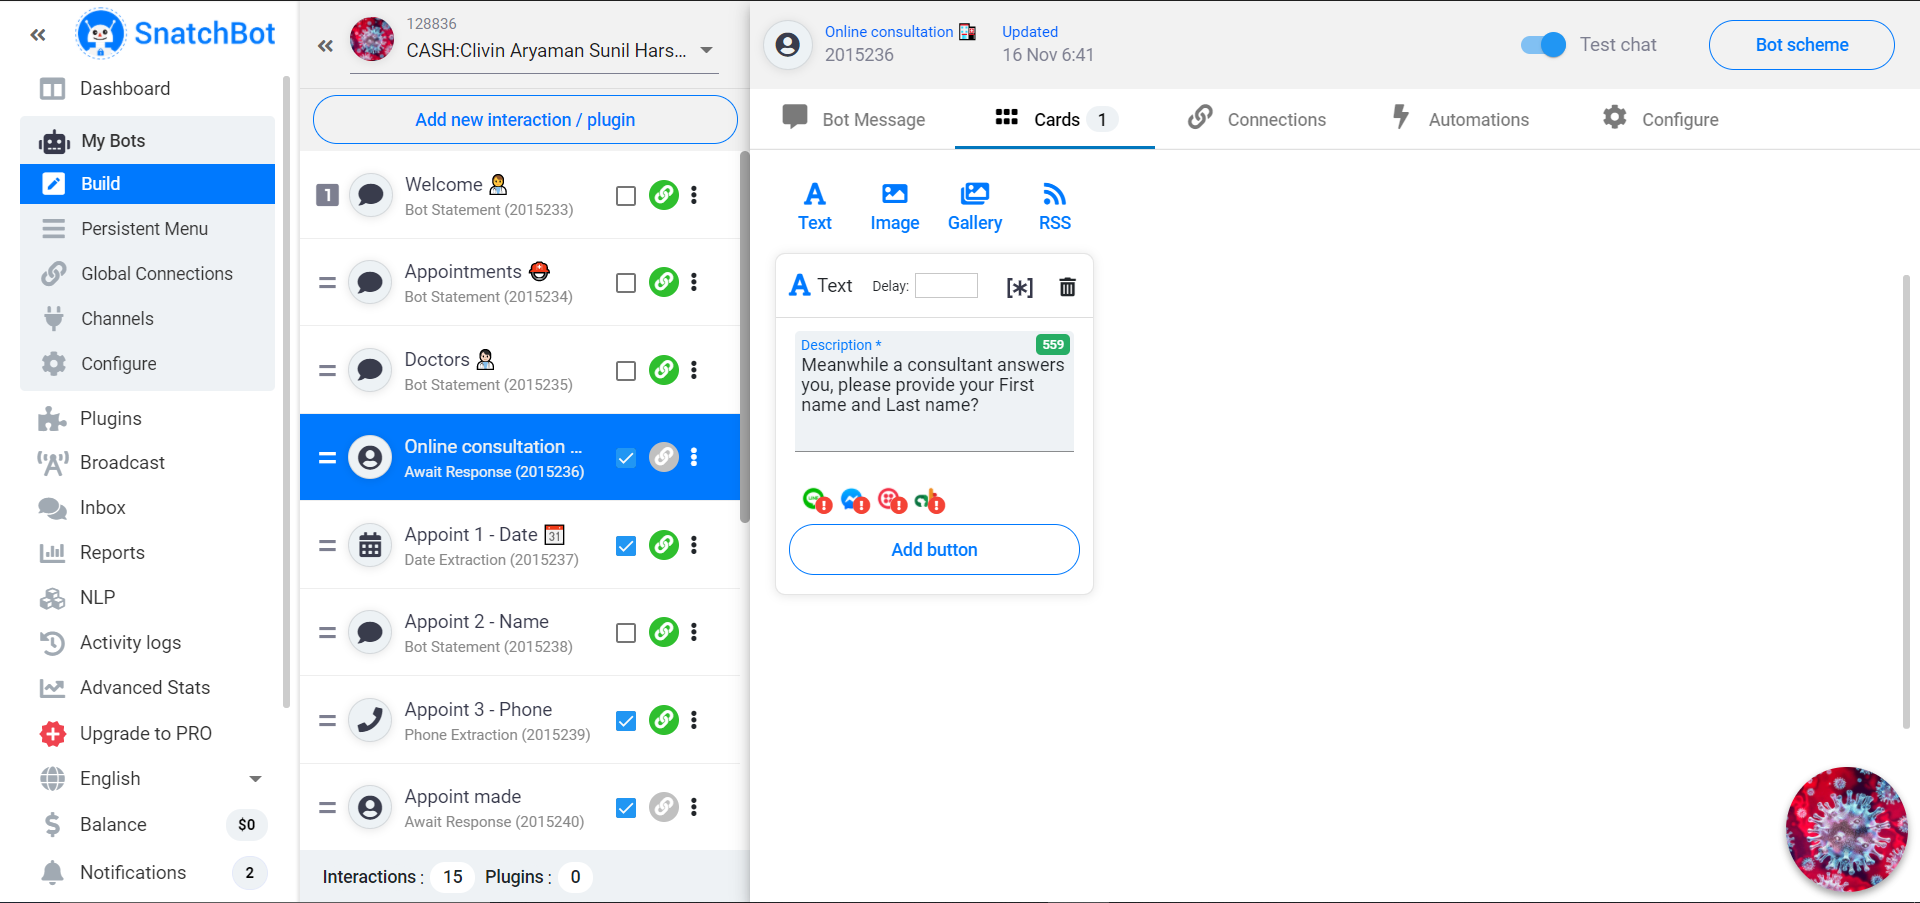 SnatchBot
Dashboard
My Bots
Build
Persistent Menu
Global Connections
Channels
Configure
Plugins
Broadcast
Inbox
Reports
NLP
Activity logs
Advanced Stats
Upgrade to PRO
English
Balance $0
Notifications 2
128836
CASH:Clivin Aryaman Sunil Hars...
Add new interaction / plugin
1
Welcome
Bot Statement (2015233)
Appointments
Bot Statement (2015234)
Doctors
Bot Statement (2015235)
Online consultation ...
Await Response (2015236)
Appoint 1 - Date 31
Date Extraction (2015237)
Appoint 2 - Name
Bot Statement (2015238)
Appoint 3 - Phone
Phone Extraction (2015239)
Appoint made
Await Response (2015240)
Interactions : 15 Plugins : 0
Online consultation
2015236
Updated
16 Nov 6:41
Test chat
Bot scheme
Bot Message
Cards 1
Connections
Automations
Configure
Text
Image
Gallery
RSS
A Text Delay: [*]
Description * 559
Meanwhile a consultant answers
you, please provide your First
name and Last name?
Add button